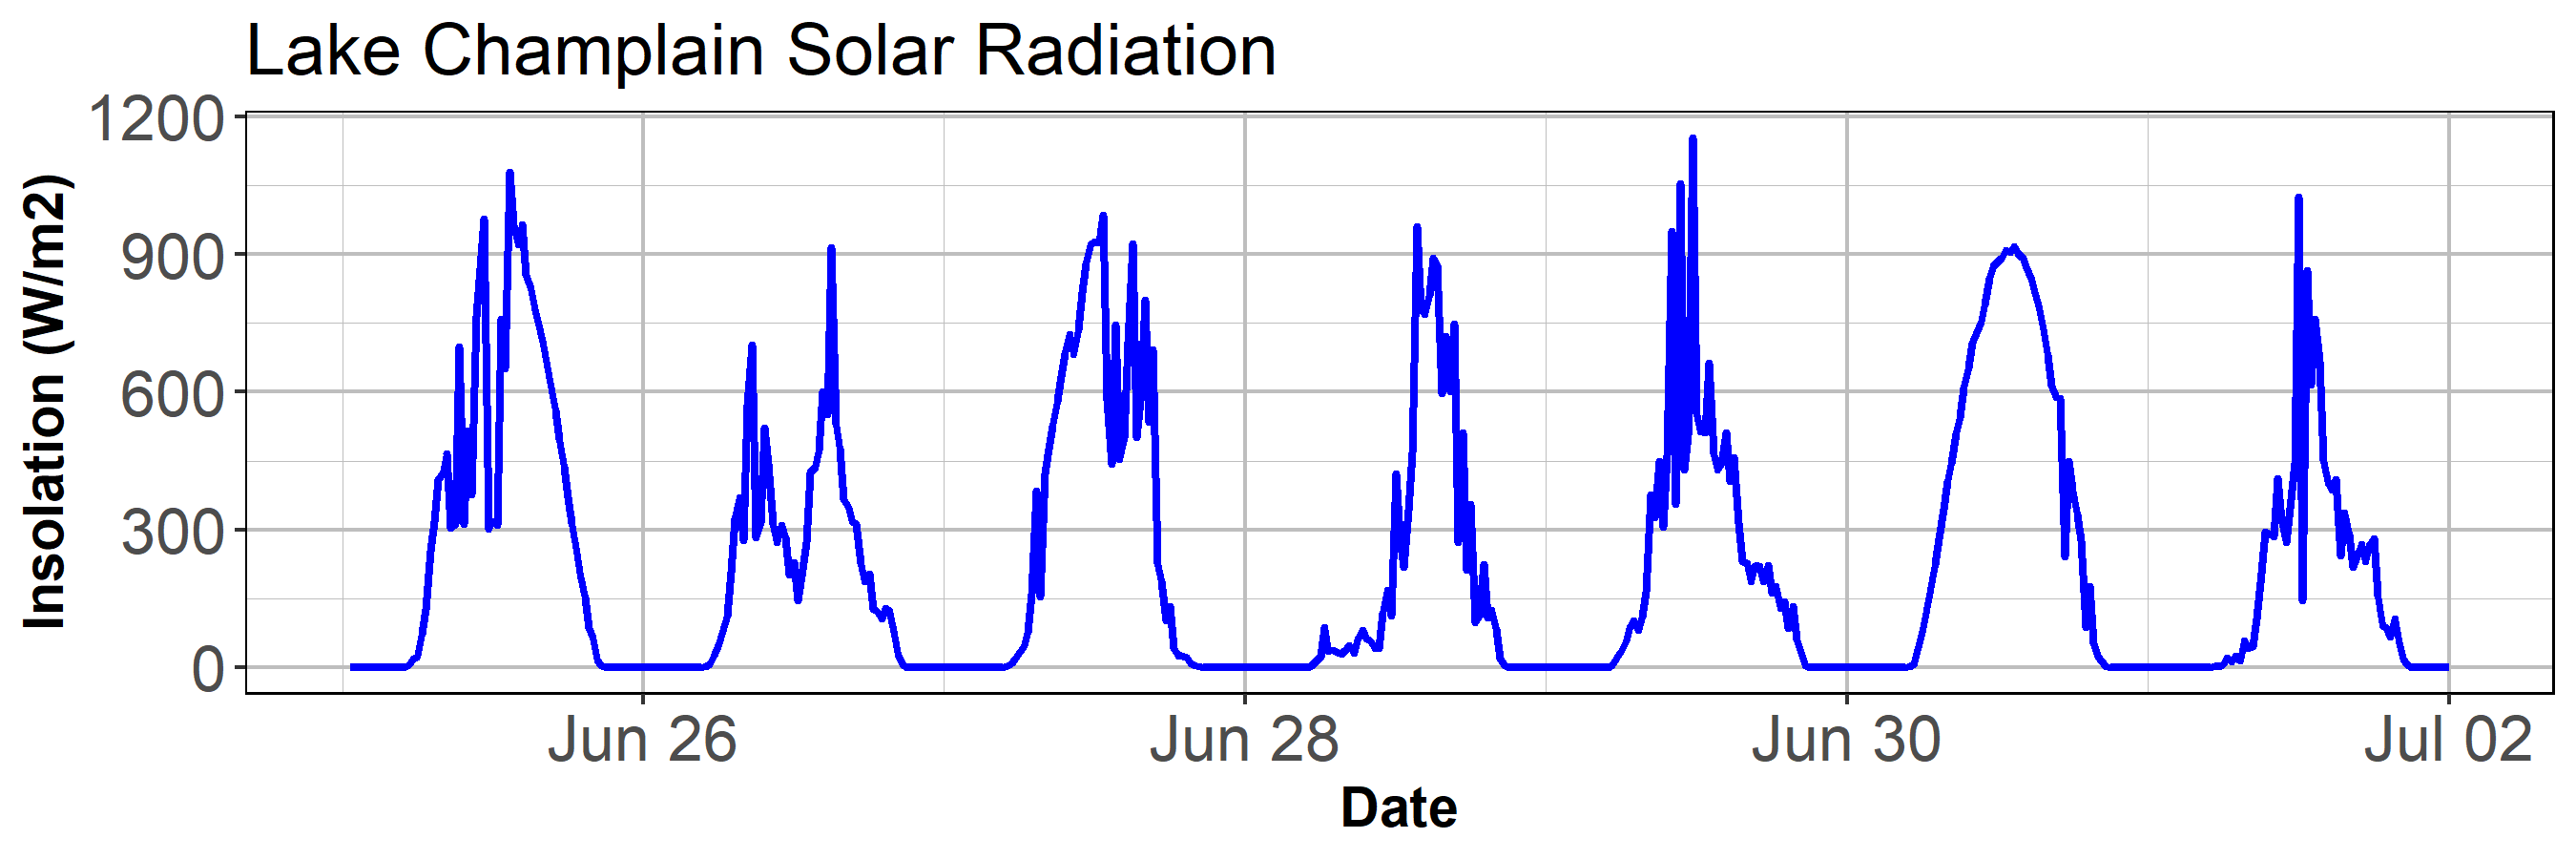 Lake Champlain Solar Radiation
1200
900
600
300
0
Insolation (W/m2)
Jun 26 Jun 28 Jun 30 Jul 02
Date